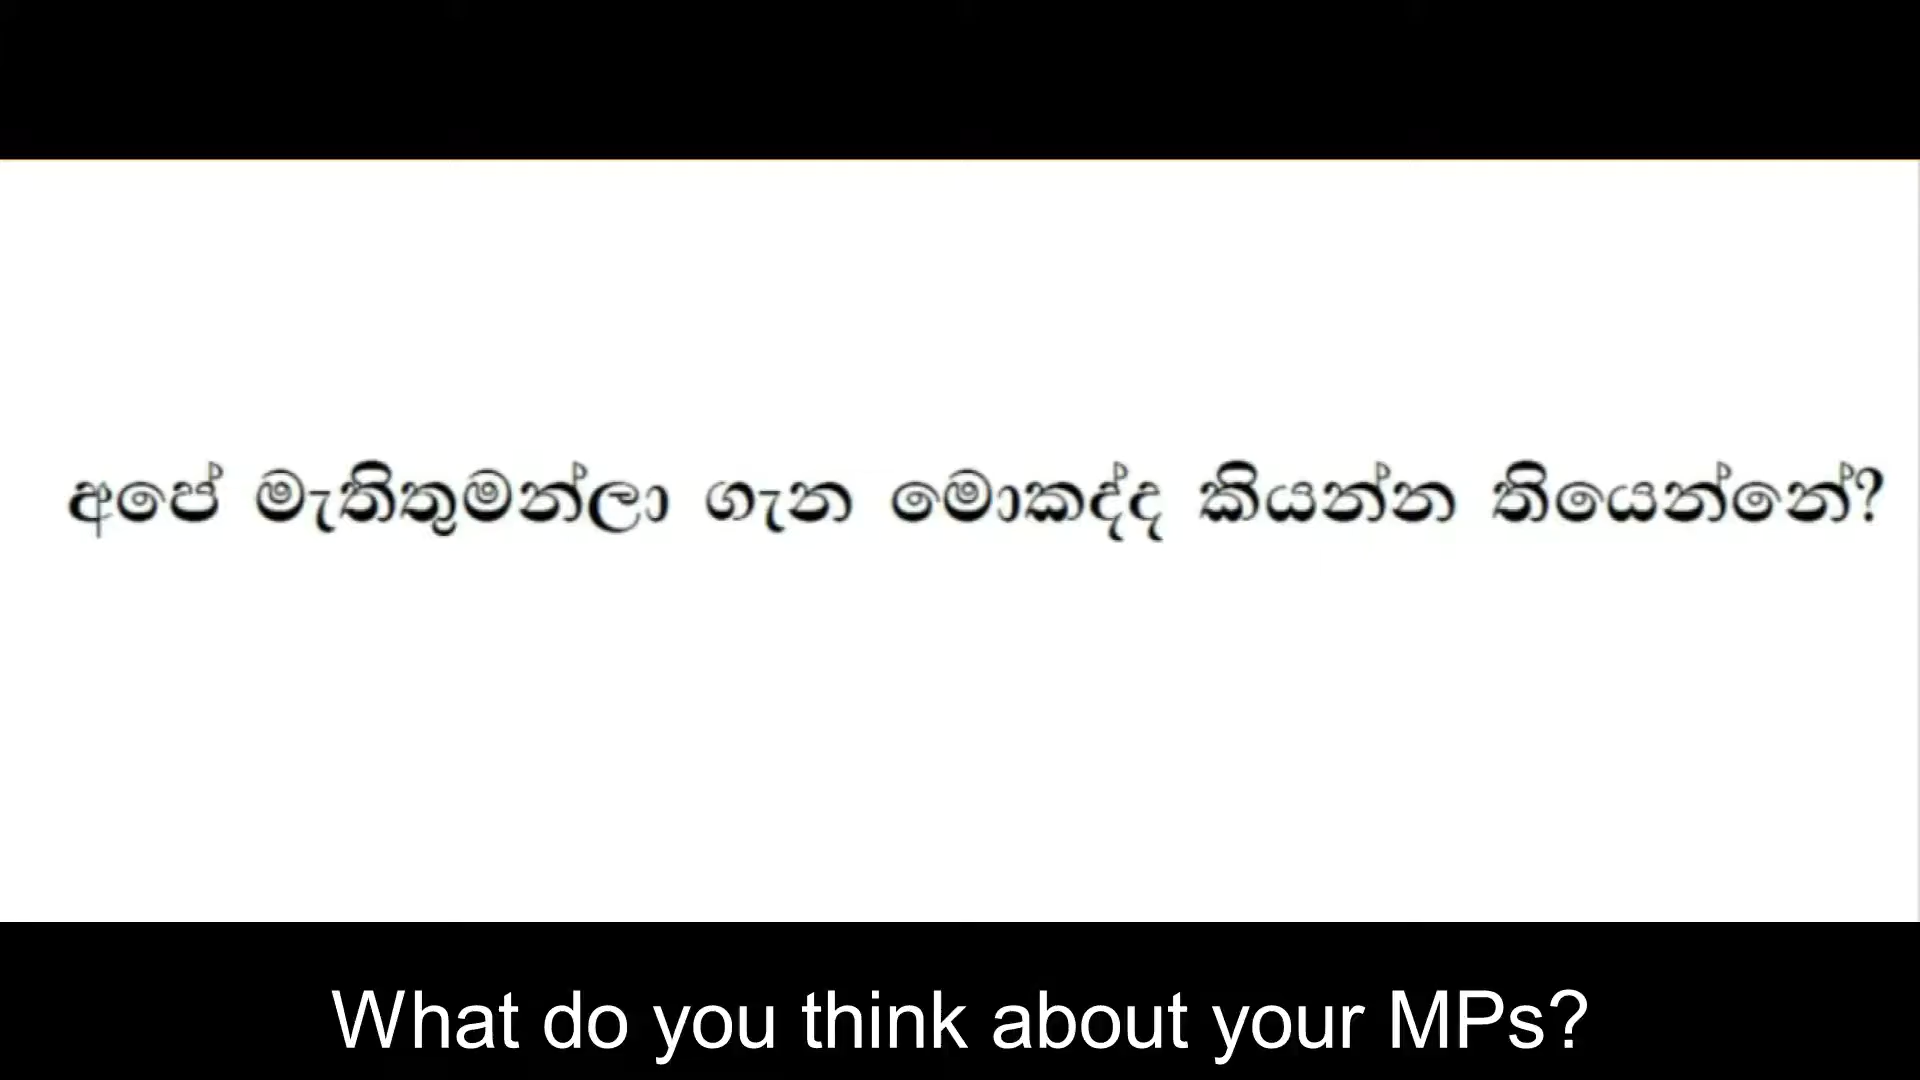 අපේ මැතිතුමන්ලා ගැන මොකද්ද කියන්න තියෙන්නේ?
What do you think about your MPs?